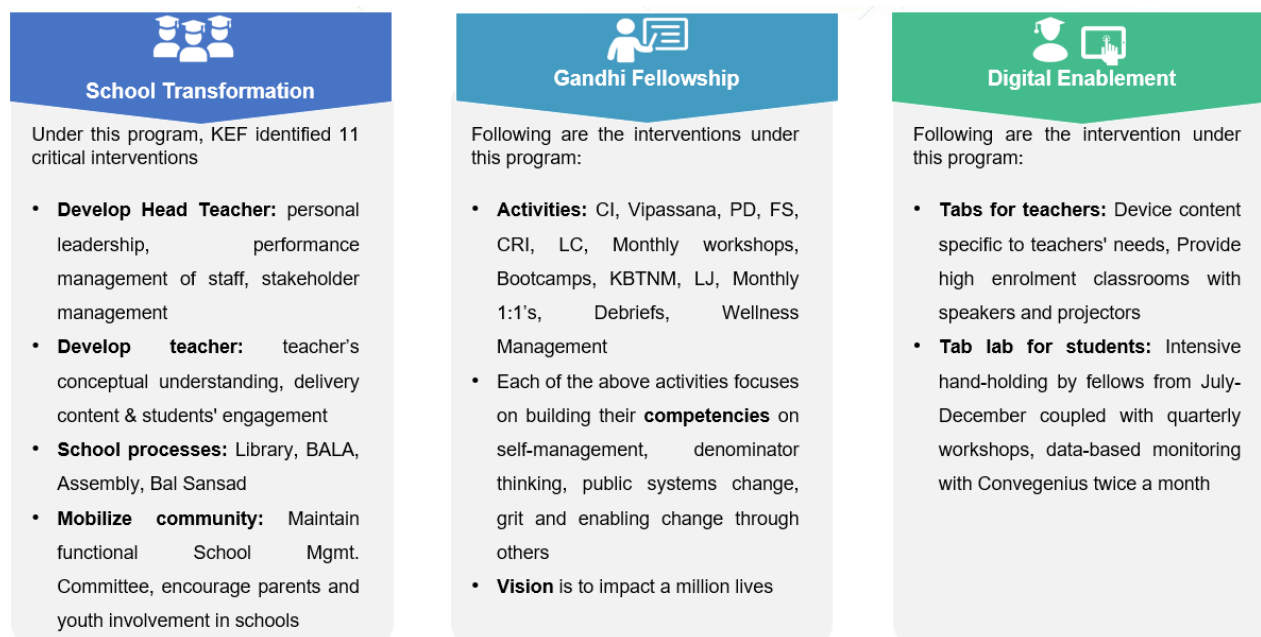 School Transformation
Under this program, KEF identified 11
critical interventions
• Develop Head Teacher: personal
leadership, performance
management of staff, stakeholder
management
• Develop teacher: teacher's
conceptual understanding, delivery
content & students' engagement
• School processes: Library, BALA,
Assembly, Bal Sansad
• Mobilize community: Maintain
functional School Mgmt.
Committee, encourage parents and
youth involvement in schools
Gandhi Fellowship
Following are the interventions under
this program:
• Activities: CI, Vipassana, PD, FS,
CRI, LC, Monthly workshops,
Bootcamps, KBTNM, LJ, Monthly
1:1's, Debriefs, Wellness
Management
• Each of the above activities focuses
on building their competencies on
self-management, denominator
thinking, public systems change,
grit and enabling change through
others
• Vision is to impact a million lives
Digital Enablement
Following are the intervention under
this program:
• Tabs for teachers: Device content
specific to teachers' needs, Provide
high enrolment classrooms with
speakers and projectors
• Tab lab for students: Intensive
hand-holding by fellows from July-
December coupled with quarterly
workshops, data-based monitoring
with Convegenius twice a month